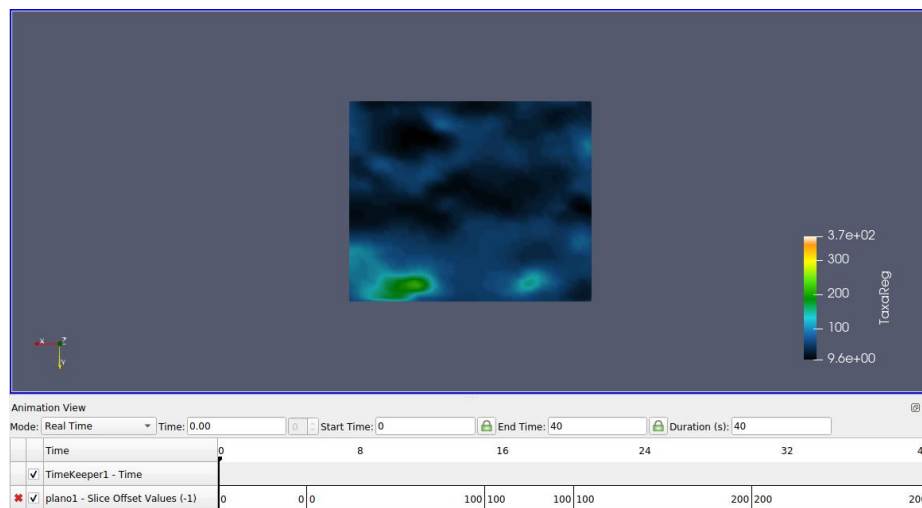 3.7e+02
300
200
100
9.6e+00
TaxaReg
X Z
Y
Animation View
Mode: Real Time Time: 0.00 0 Start Time: 0 End Time: 40 Duration (s): 40
Time 0 8 16 24 32 4
TimeKeeper1 - Time
plano1 - Slice Offset Values (-1) 0 0 0 100 100 100 100 200 200 200